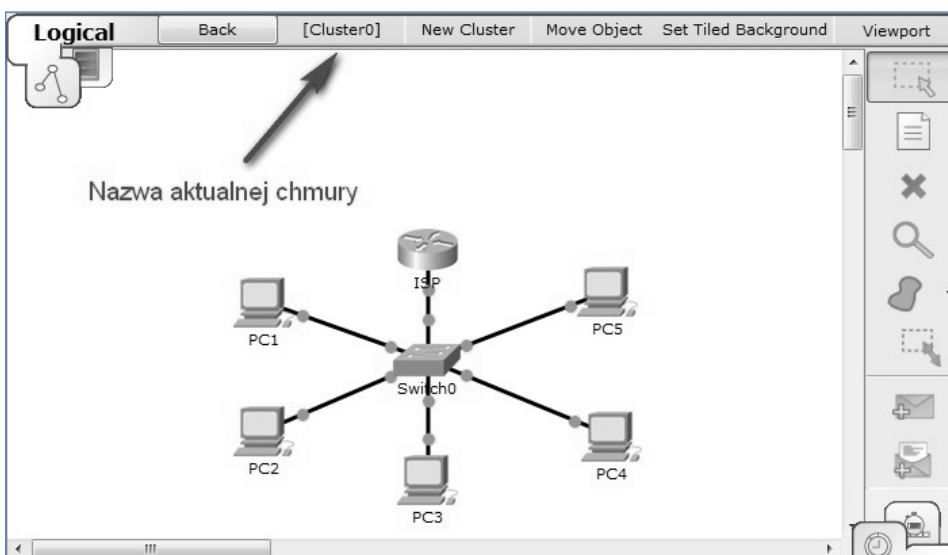 Logical Back [Cluster0] New Cluster Move Object Set Tiled Background Viewport
Nazwa aktualnej chmury
ISP
PC1
PC5
Switch0
PC2
PC4
PC3